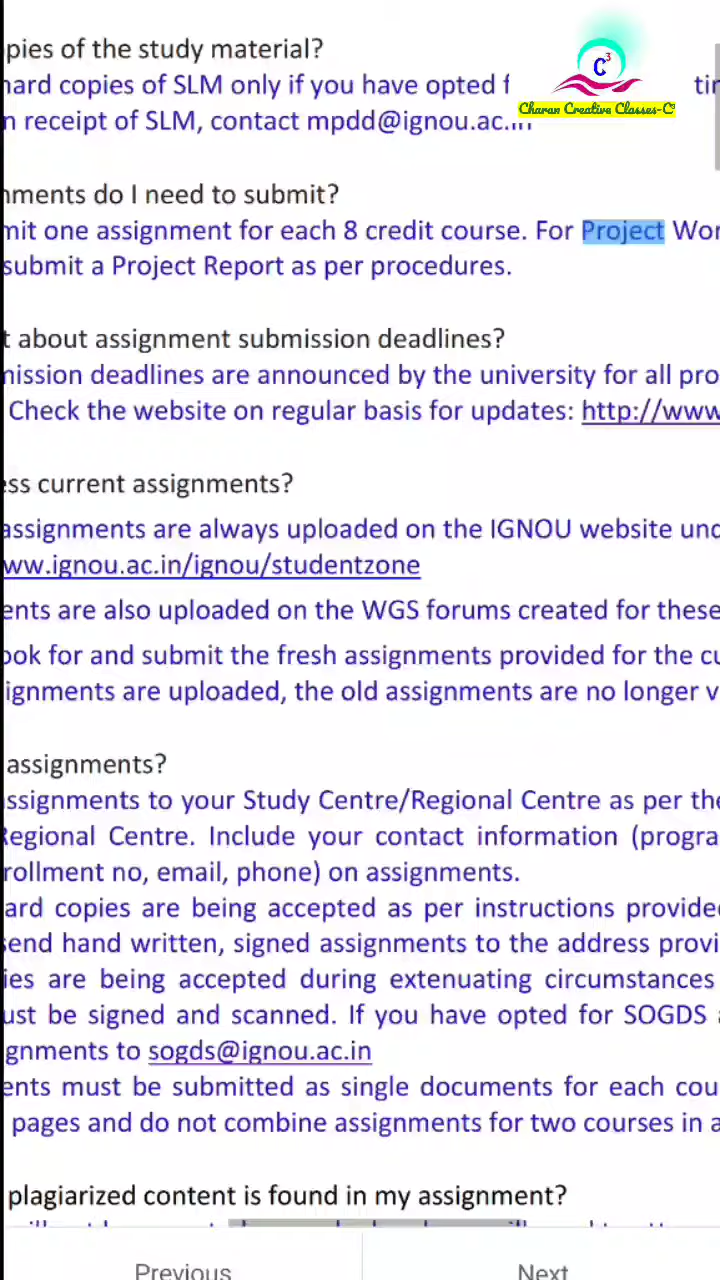 opies of the study material?
hard copies of SLM only if you have opted f
n receipt of SLM, contact mpdd@ignou.ac.in
C³
Charan Creative Classes-C³
nments do I need to submit?
mit one assignment for each 8 credit course. For Project Wor
submit a Project Report as per procedures.
t about assignment submission deadlines?
mission deadlines are announced by the university for all pro
Check the website on regular basis for updates: http://www
ess current assignments?
assignments are always uploaded on the IGNOU website und
ww.ignou.ac.in/ignou/studentzone
ents are also uploaded on the WGS forums created for these
ook for and submit the fresh assignments provided for the cu
ignments are uploaded, the old assignments are no longer v
assignments?
ssignments to your Study Centre/Regional Centre as per the
Regional Centre. Include your contact information (progra
rollment no, email, phone) on assignments.
ard copies are being accepted as per instructions provided
send hand written, signed assignments to the address provi
ies are being accepted during extenuating circumstances
ust be signed and scanned. If you have opted for SOGDS a
gnments to sogds@ignou.ac.in
ents must be submitted as single documents for each cou
pages and do not combine assignments for two courses in a
plagiarized content is found in my assignment?
Previous
Next